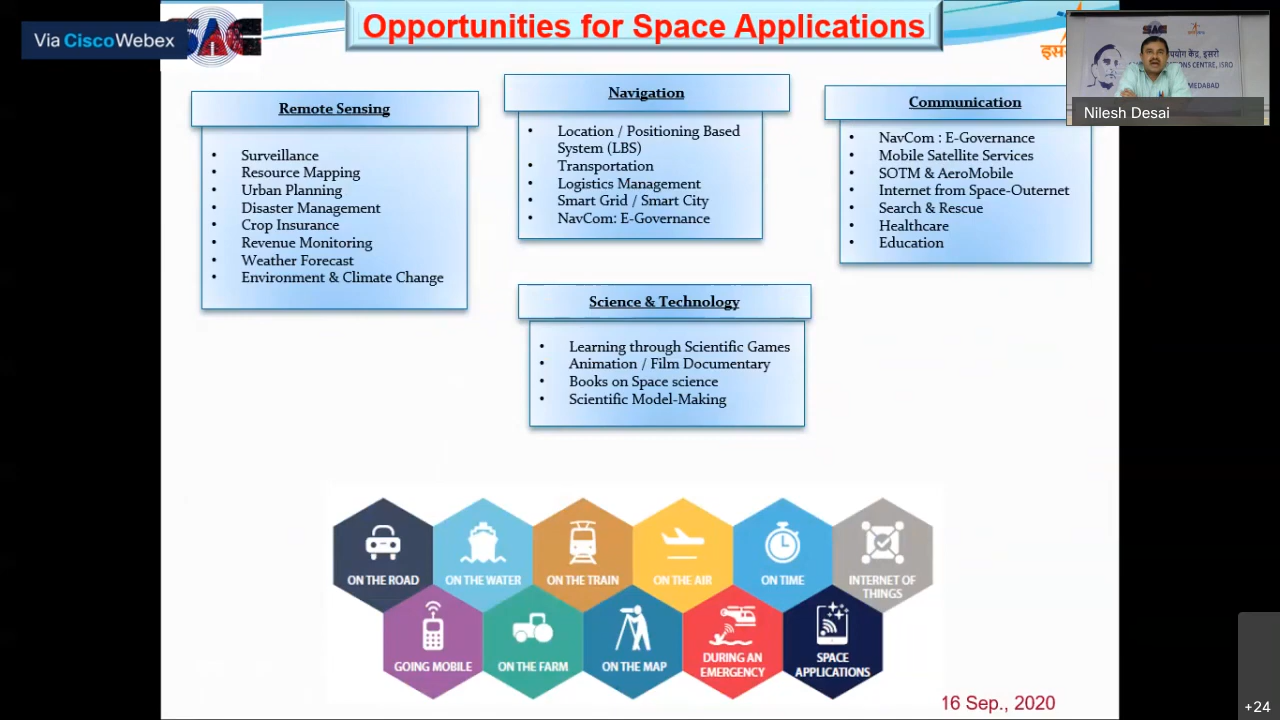 Via Cisco Webex
Opportunities for Space Applications
Nilesh Desai
Remote Sensing
• Surveillance
• Resource Mapping
• Urban Planning
• Disaster Management
• Crop Insurance
• Revenue Monitoring
• Weather Forecast
• Environment & Climate Change
Navigation
• Location / Positioning Based
System (LBS)
• Transportation
• Logistics Management
• Smart Grid / Smart City
• NavCom: E-Governance
Communication
• NavCom : E-Governance
• Mobile Satellite Services
• SOTM & AeroMobile
• Internet from Space-Outernet
• Search & Rescue
• Healthcare
• Education
Science & Technology
• Learning through Scientific Games
• Animation / Film Documentary
• Books on Space science
• Scientific Model-Making
ON THE ROAD
ON THE WATER
ON THE TRAIN
ON THE AIR
ON TIME
INTERNET OF
THINGS
GOING MOBILE
ON THE FARM
ON THE MAP
DURING AN
EMERGENCY
SPACE
APPLICATIONS
16 Sep., 2020
+24